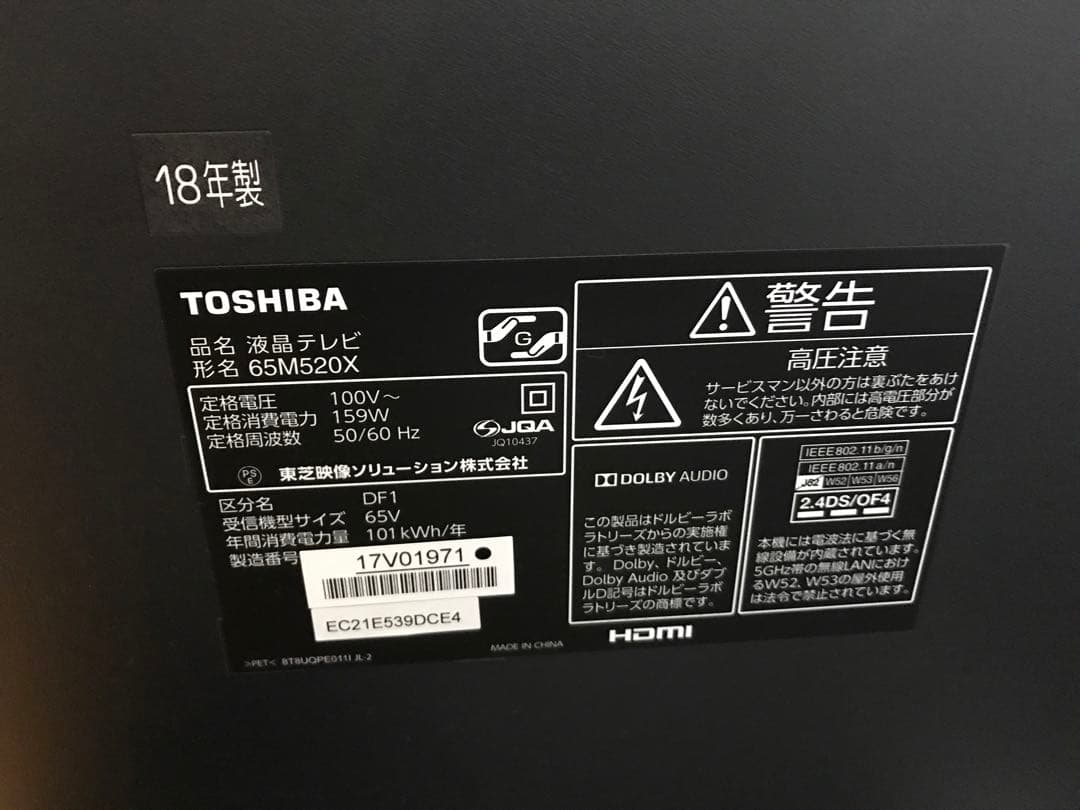 18年製
TOSHIBA
品名 液晶テレビ
形名 65M520X
G
定格電圧 100V～
定格消費電力 159W
定格周波数 50/60 Hz
JQA
JQ10437
PS
E
東芝映像ソリューション株式会社
区分名 DF1
受信機型サイズ 65V
年間消費電力量 101kWh/年
製造番号
17V01971
EC21E539DCE4
>PET< 8T8UQPE011I JL-2
MADE IN CHINA
警告
高圧注意
サービスマン以外の方は裏ぶたをあけ
ないでください。内部には高電圧部分が
数多くあり、万一さわると危険です。
DOLBY AUDIO
この製品はドルビーラボ
ラトリーズからの実施権
に基づき製造されていま
す。Dolby、ドルビー、
Dolby Audio 及びダブ
ルD記号はドルビーラボ
ラトリーズの商標です。
HDMI
IEEE802.11b/g/n
IEEE802.11a/n
J52 W52 W53 W56
2.4DS/OF4
本機には電波法に基づく無
線設備が内蔵されています。
5GHz帯の無線LANにおけ
るW52、W53の屋外使用
は法令で禁止されています。